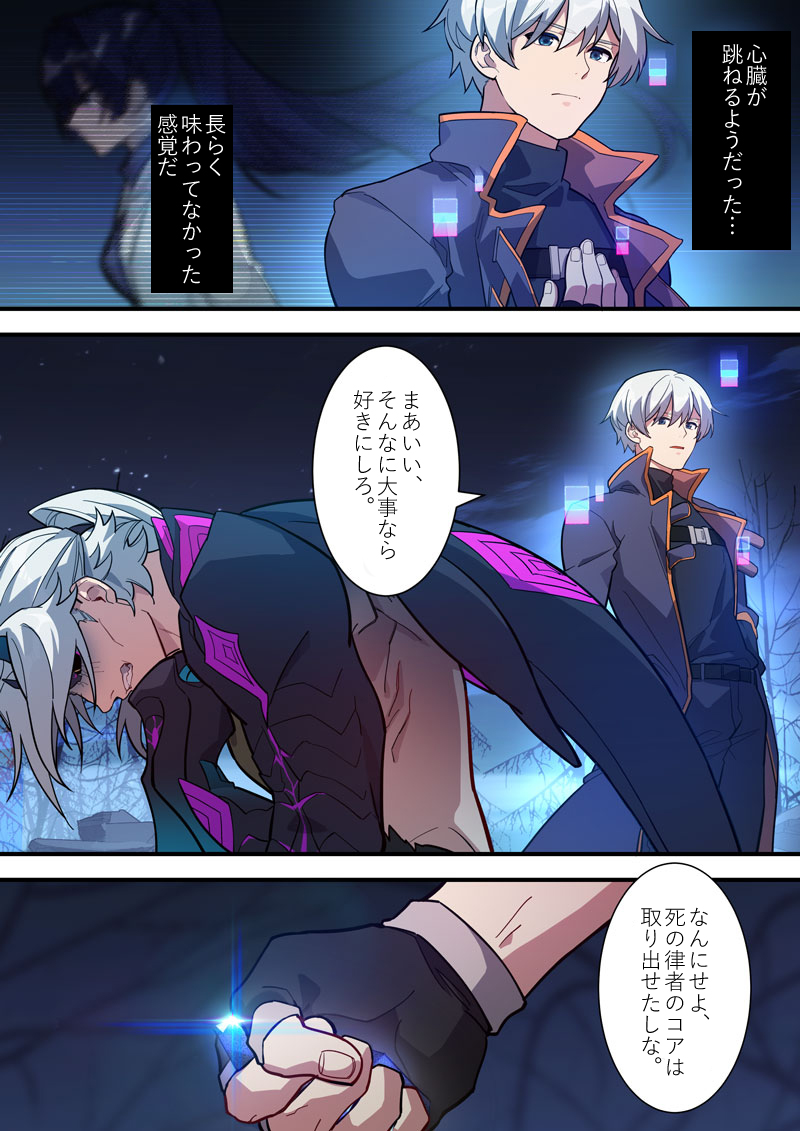 心臓が
跳ねるようだった…
長らく
味わってなかった
感覚だ
まあいい、
そんなに大事なら
好きにしろ。
なんにせよ、
死の律者のコアは
取り出せたしな。